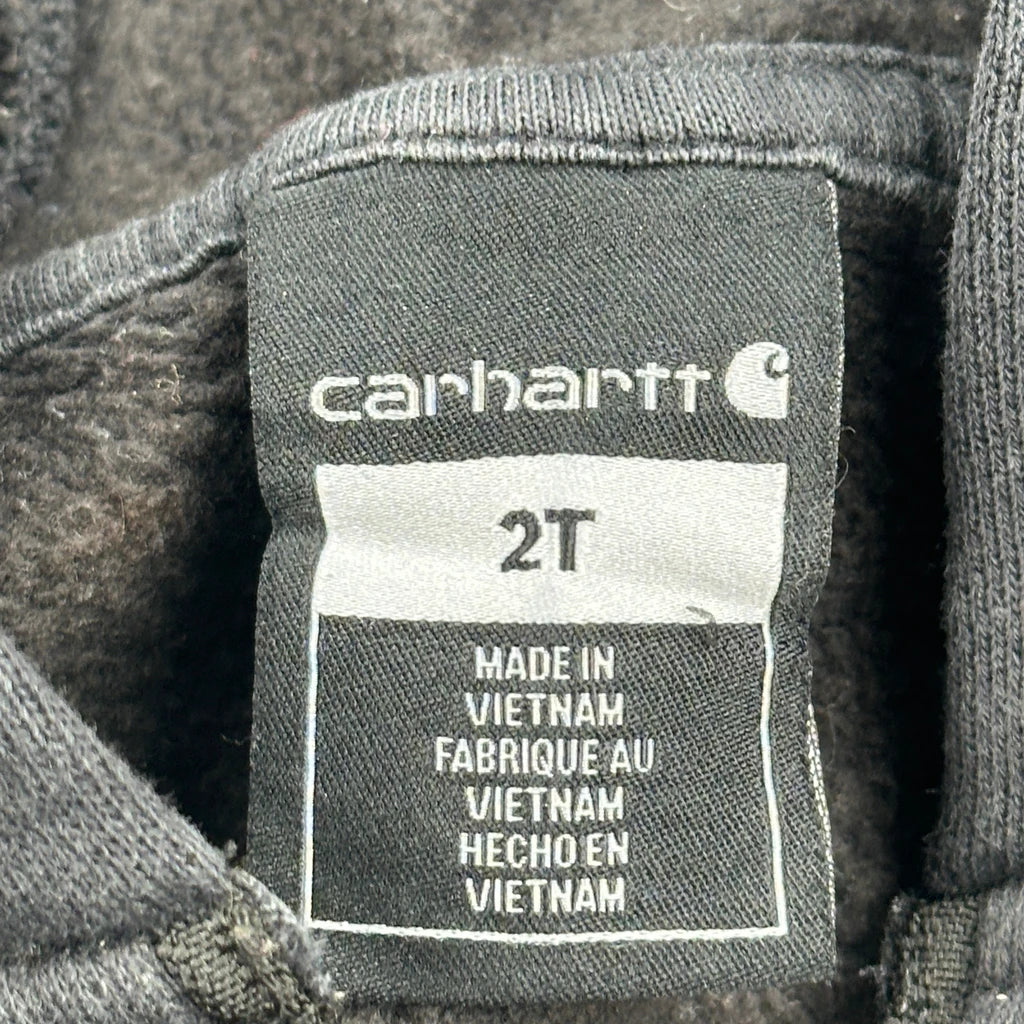 carhartt
2T
MADE IN
VIETNAM
FABRIQUE AU
VIETNAM
HECHO EN
VIETNAM